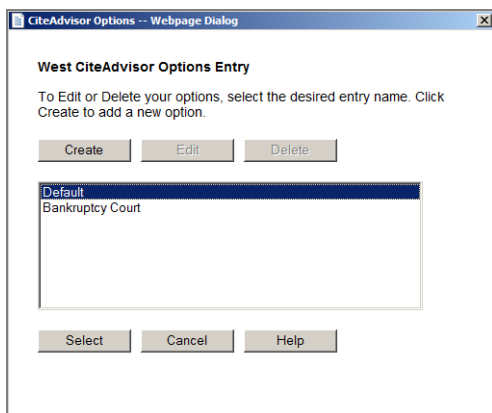 CiteAdvisor Options -- Webpage Dialog
West CiteAdvisor Options Entry
To Edit or Delete your options, select the desired entry name. Click
Create to add a new option.
Create Edit Delete
Default
Bankruptcy Court
Select Cancel Help